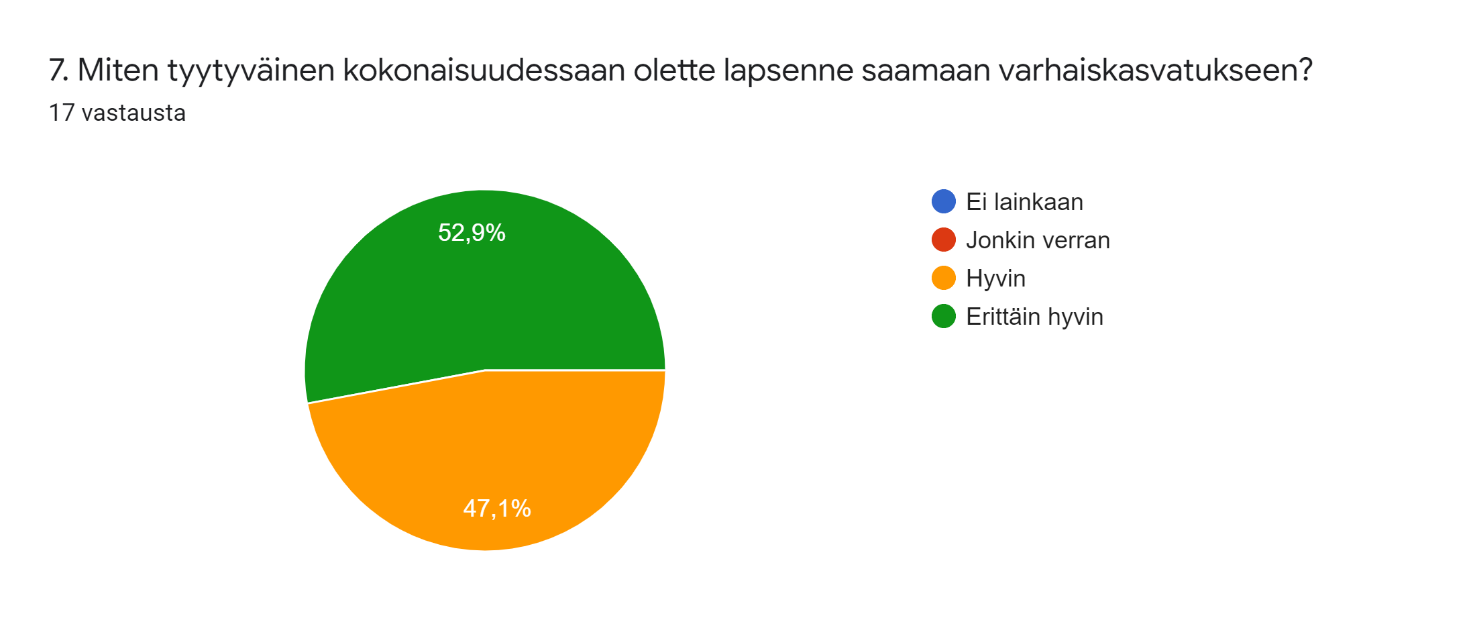 7. Miten tyytyväinen kokonaisuudessaan olette lapsenne saamaan varhaiskasvatukseen?
17 vastausta
52,9%
47,1%
Ei lainkaan
Jonkin verran
Hyvin
Erittäin hyvin